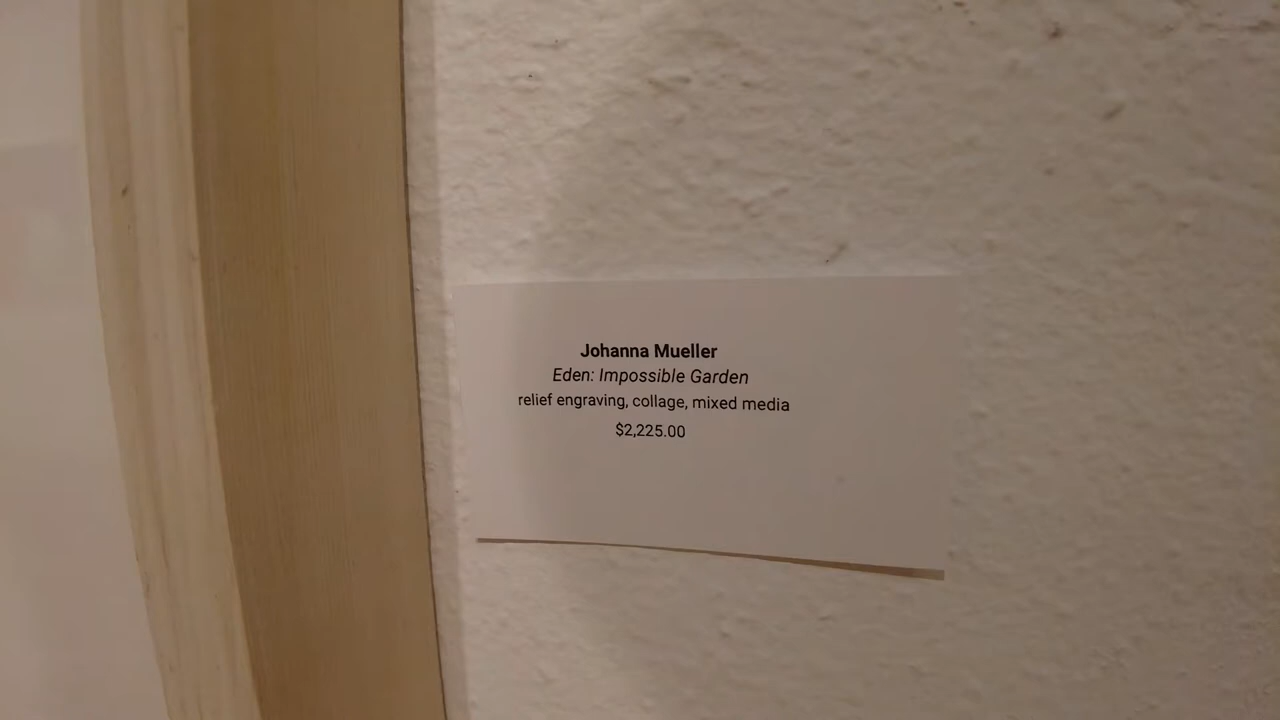 Johanna Mueller
Eden: Impossible Garden
relief engraving, collage, mixed media
$2,225.00